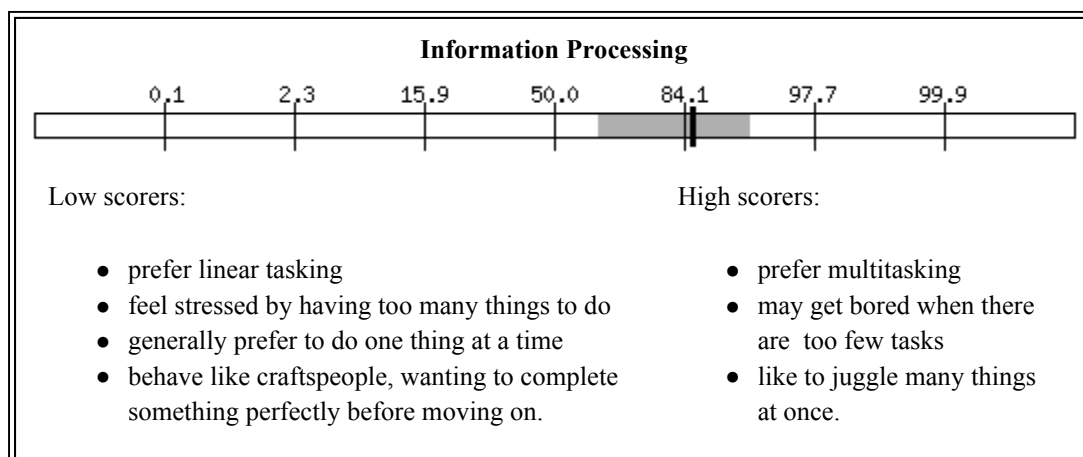 Information Processing
0.1 2.3 15.9 50.0 84.1 97.7 99.9
Low scorers:
High scorers:
● prefer linear tasking
● feel stressed by having too many things to do
● generally prefer to do one thing at a time
● behave like craftspeople, wanting to complete
something perfectly before moving on.
● prefer multitasking
● may get bored when there
are  too few tasks
● like to juggle many things
at once.